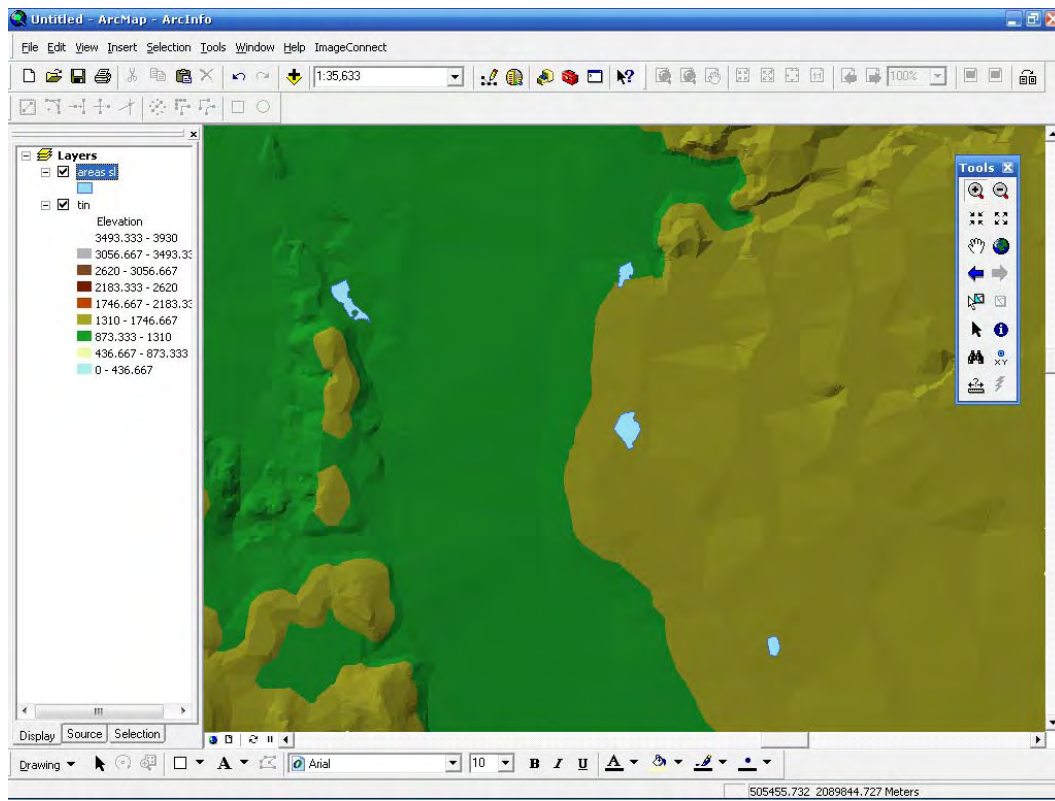 Untitled - ArcMap - ArcInfo
File Edit View Insert Selection Tools Window Help ImageConnect
1:35,633
100%
1:1
Layers
areas sl
tin
Elevation
3493.333 - 3930
3056.667 - 3493.33
2620 - 3056.667
2183.333 - 2620
1746.667 - 2183.33
1310 - 1746.667
873.333 - 1310
436.667 - 873.333
0 - 436.667
Tools
XY
Display Source Selection
Drawing A Arial 10 B I U A
505455.732 2089844.727 Meters